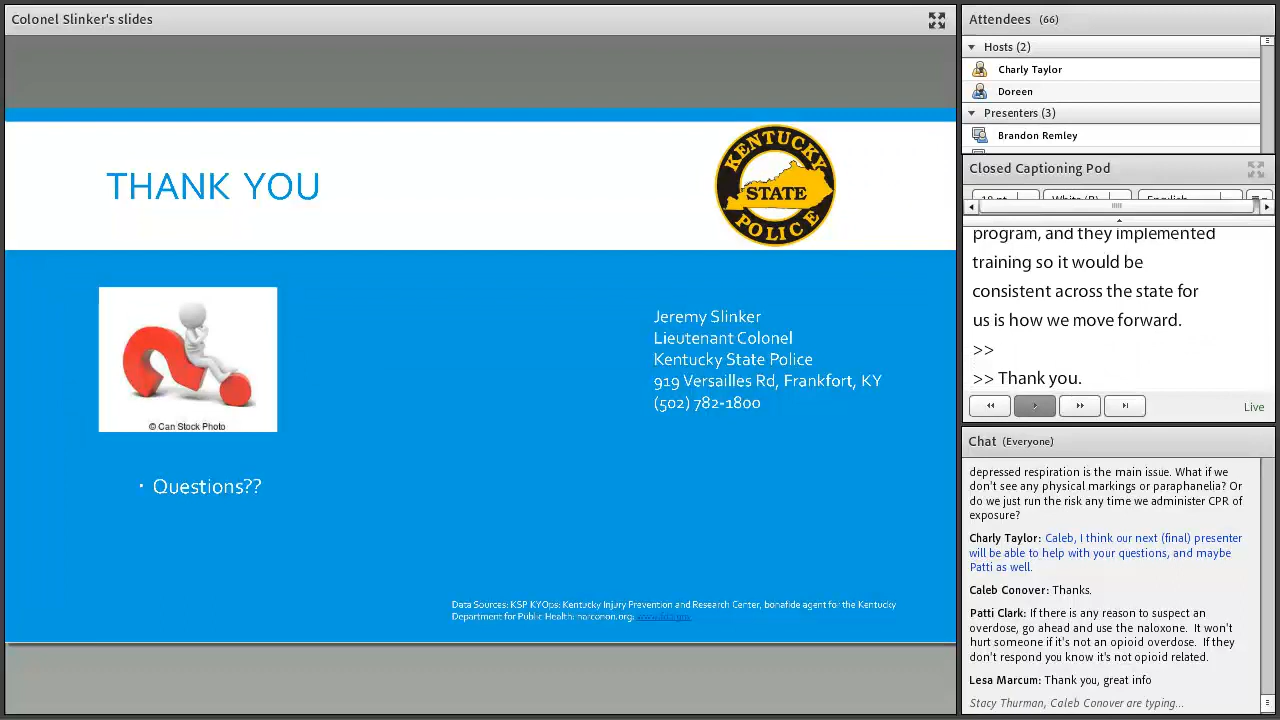 Colonel Slinker's slides
THANK YOU
KENTUCKY
STATE
POLICE
© Can Stock Photo
Jeremy Slinker
Lieutenant Colonel
Kentucky State Police
919 Versailles Rd, Frankfort, KY
(502) 782-1800
· Questions??
Data Sources: KSP KYOps: Kentucky Injury Prevention and Research Center, bonafide agent for the Kentucky
Department for Public Health: narconon.org;
Attendees (66)
Hosts (2)
Charly Taylor
Doreen
Presenters (3)
Brandon Remley
Closed Captioning Pod
program, and they implemented
training so it would be
consistent across the state for
us is how we move forward.
>>
>> Thank you.
Live
Chat (Everyone)
depressed respiration is the main issue. What if we
don't see any physical markings or paraphanelia? Or
do we just run the risk any time we administer CPR of
exposure?
Charly Taylor: Caleb, I think our next (final) presenter
will be able to help with your questions, and maybe
Patti as well.
Caleb Conover: Thanks.
Patti Clark: If there is any reason to suspect an
overdose, go ahead and use the naloxone. It won't
hurt someone if it's not an opioid overdose. If they
don't respond you know it's not opioid related.
Lesa Marcum: Thank you, great info
Stacy Thurman, Caleb Conover are typing...